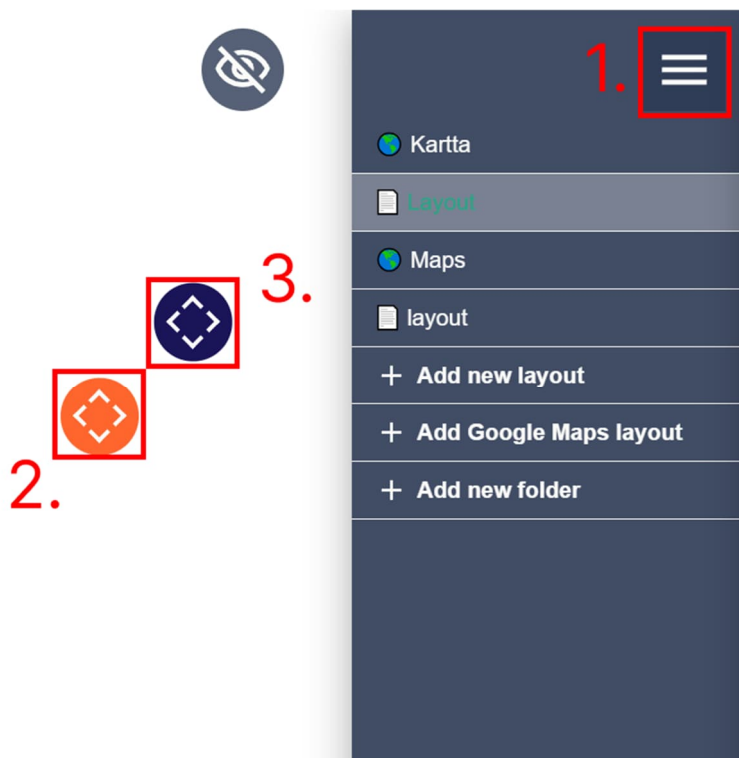 1.
Kartta
Layout
3.
Maps
layout
+ Add new layout
+ Add Google Maps layout
2.
+ Add new folder